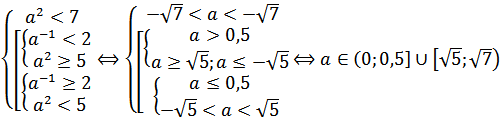 a² < 7
a⁻¹ < 2
a² ≥ 5
a⁻¹ ≥ 2
a² < 5
⇔
−√7 < a < −√7
a > 0,5
a ≥ √5; a ≤ −√5
a ≤ 0,5
−√5 < a < √5
⇔ a ∈ (0; 0,5] ∪ [√5; √7)